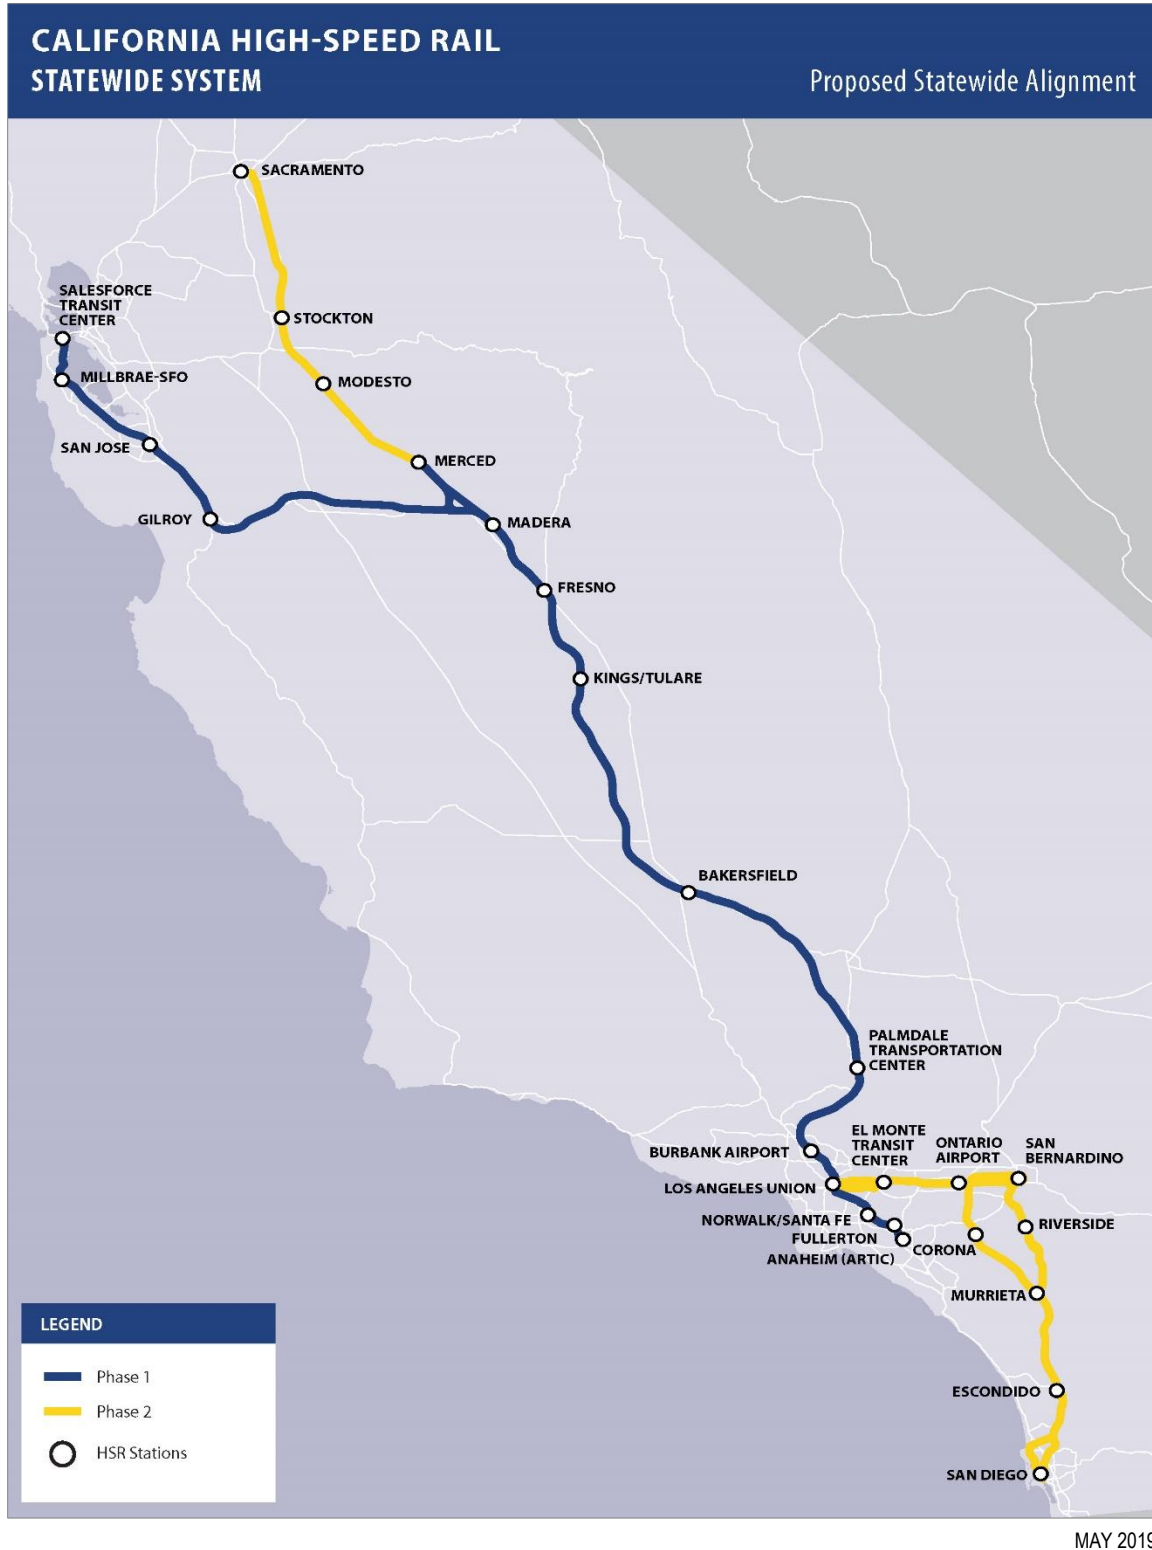 CALIFORNIA HIGH-SPEED RAIL
STATEWIDE SYSTEM
Proposed Statewide Alignment
SACRAMENTO
SALESFORCE
TRANSIT
CENTER
STOCKTON
MILLBRAE-SFO
MODESTO
SAN JOSE
MERCED
GILROY
MADERA
FRESNO
KINGS/TULARE
BAKERSFIELD
PALMDALE
TRANSPORTATION
CENTER
BURBANK AIRPORT
EL MONTE
TRANSIT
CENTER
ONTARIO
AIRPORT
SAN
BERNARDINO
LOS ANGELES UNION
NORWALK/SANTA FE
FULLERTON
ANAHEIM (ARTIC)
CORONA
RIVERSIDE
MURRIETA
ESCONDIDO
SAN DIEGO
LEGEND
Phase 1
Phase 2
HSR Stations
MAY 2019